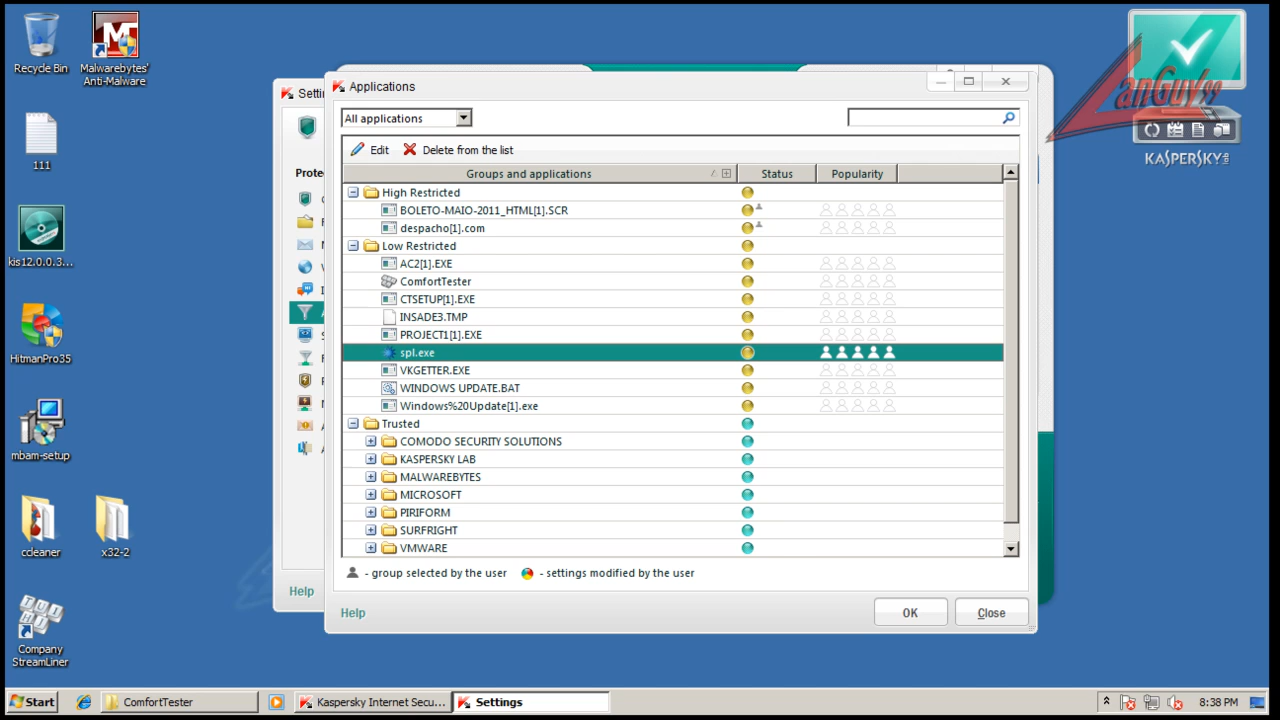 Recycle Bin
Malwarebytes' Anti-Malware
111
kis12.0.0.3...
HitmanPro35
mbam-setup
cdeaner
x32-2
Company StreamLiner
Setti
Prote
Help
Applications
All applications
Edit
Delete from the list
Groups and applications
Status
Popularity
High Restricted
BOLETO-MAIO-2011_HTML[1].SCR
despacho[1].com
Low Restricted
AC2[1].EXE
ComfortTester
CTSETUP[1].EXE
INSADE3.TMP
PROJECT1[1].EXE
spl.exe
VKGETTER.EXE
WINDOWS UPDATE.BAT
Windows%20Update[1].exe
Trusted
COMODO SECURITY SOLUTIONS
KASPERSKY LAB
MALWAREBYTES
MICROSOFT
PIRIFORM
SURFRIGHT
VMWARE
- group selected by the user
- settings modified by the user
Help
OK
Close
LanGuy99
KASPERSKY
Start
ComfortTester
Kaspersky Internet Secu...
Settings
8:38 PM